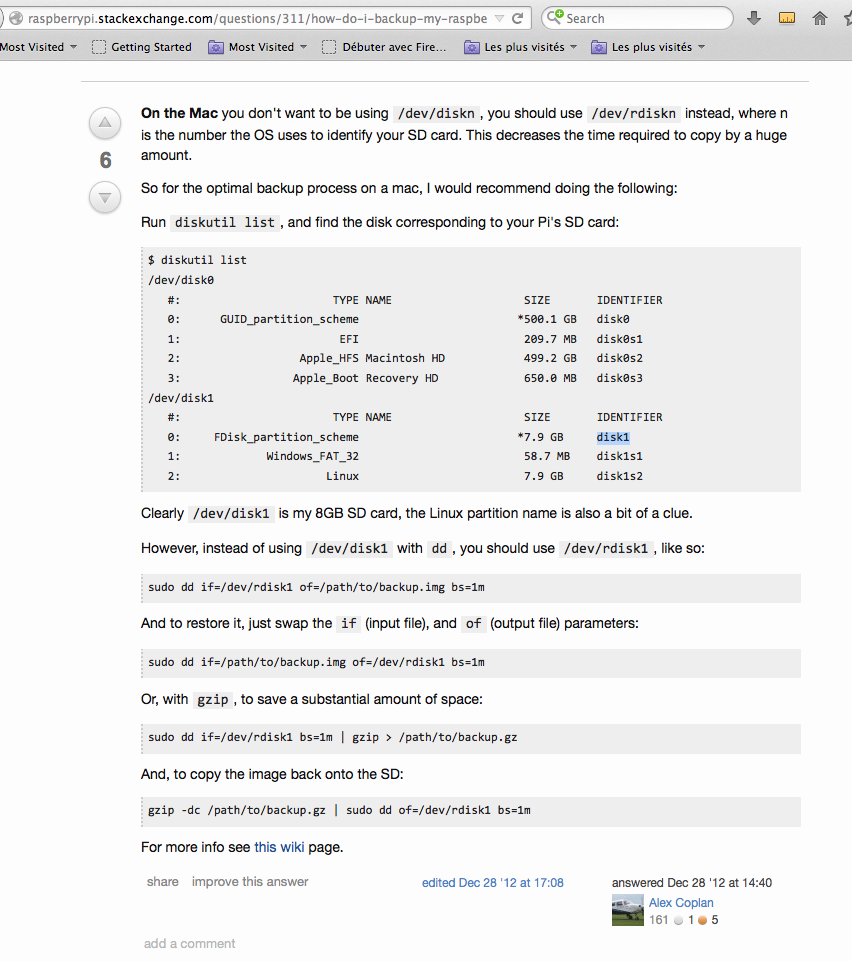 raspberrypi.stackexchange.com/questions/311/how-do-i-backup-my-raspbe
Search
Most Visited
Getting Started
Most Visited
Débuter avec Fire...
Les plus visités
Les plus visités
On the Mac you don't want to be using /dev/diskn , you should use /dev/rdiskn instead, where n
is the number the OS uses to identify your SD card. This decreases the time required to copy by a huge
amount.
6
So for the optimal backup process on a mac, I would recommend doing the following:
Run diskutil list , and find the disk corresponding to your Pi's SD card:
$ diskutil list
/dev/disk0
#: TYPE NAME SIZE IDENTIFIER
0: GUID_partition_scheme *500.1 GB disk0
1: EFI 209.7 MB disk0s1
2: Apple_HFS Macintosh HD 499.2 GB disk0s2
3: Apple_Boot Recovery HD 650.0 MB disk0s3
/dev/disk1
#: TYPE NAME SIZE IDENTIFIER
0: FDisk_partition_scheme *7.9 GB disk1
1: Windows_FAT_32 58.7 MB disk1s1
2: Linux 7.9 GB disk1s2
Clearly /dev/disk1 is my 8GB SD card, the Linux partition name is also a bit of a clue.
However, instead of using /dev/disk1 with dd , you should use /dev/rdisk1 , like so:
sudo dd if=/dev/rdisk1 of=/path/to/backup.img bs=1m
And to restore it, just swap the if (input file), and of (output file) parameters:
sudo dd if=/path/to/backup.img of=/dev/rdisk1 bs=1m
Or, with gzip , to save a substantial amount of space:
sudo dd if=/dev/rdisk1 bs=1m | gzip > /path/to/backup.gz
And, to copy the image back onto the SD:
gzip -dc /path/to/backup.gz | sudo dd of=/dev/rdisk1 bs=1m
For more info see this wiki page.
share improve this answer
edited Dec 28 '12 at 17:08
answered Dec 28 '12 at 14:40
Alex Coplan
161 1 5
add a comment